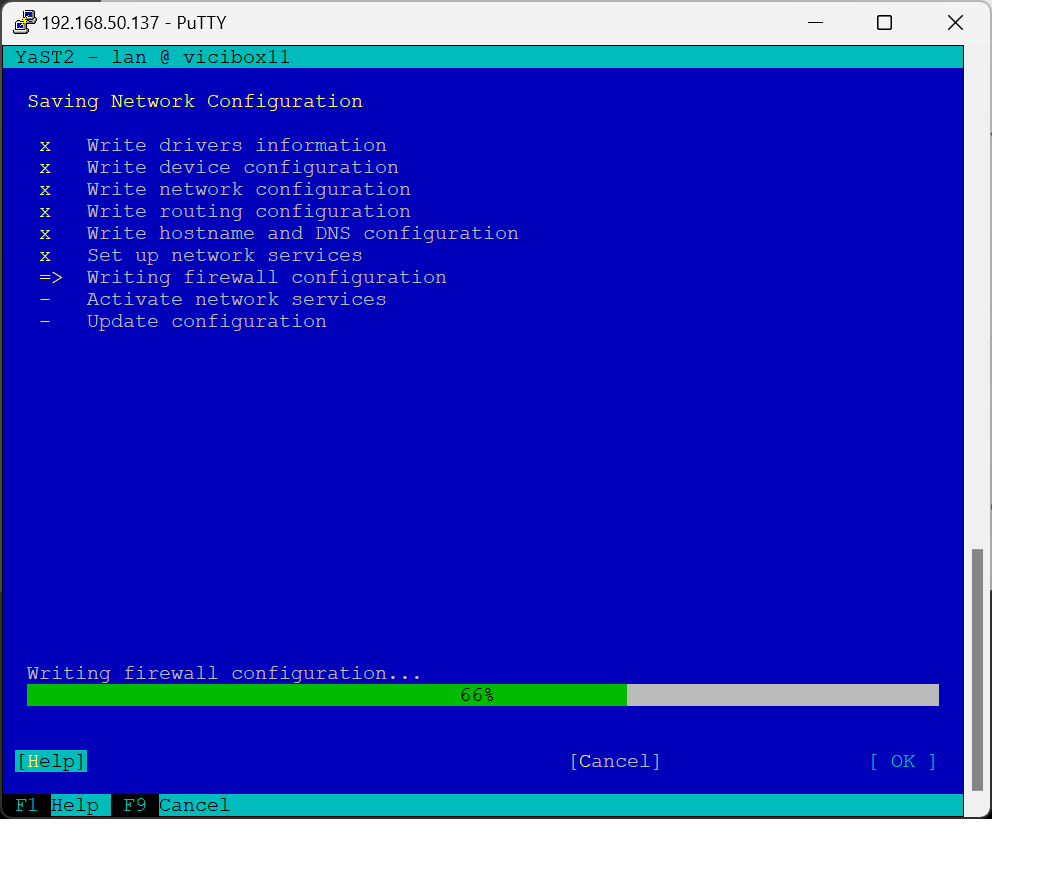 192.168.50.137 - PuTTY
YaST2 - lan @ vicibox11
Saving Network Configuration
x Write drivers information
x Write device configuration
x Write network configuration
x Write routing configuration
x Write hostname and DNS configuration
x Set up network services
=> Writing firewall configuration
- Activate network services
- Update configuration
Writing firewall configuration...
66%
[Help] [Cancel] [ OK ]
F1 Help F9 Cancel